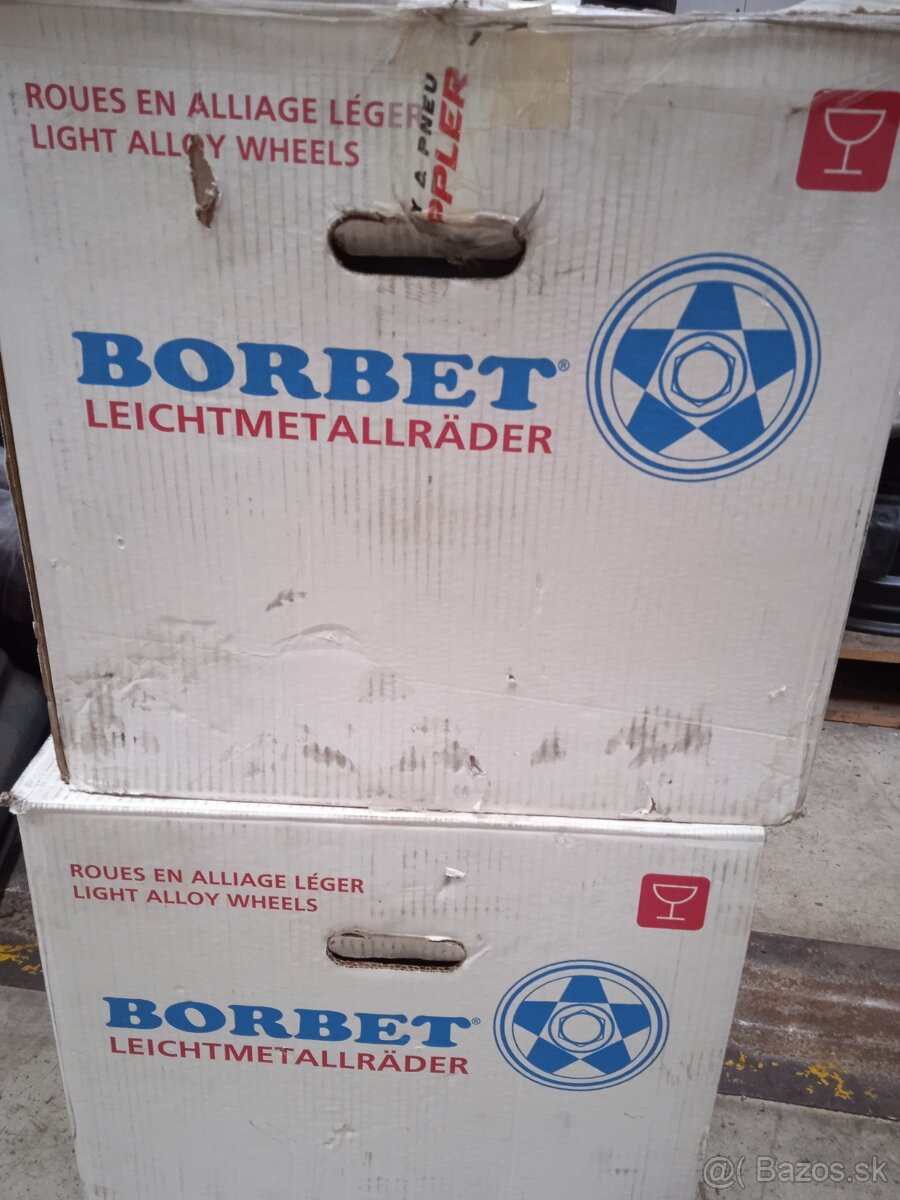 ROUES EN ALLIAGE LÉGER
LIGHT ALLOY WHEELS
& PNEU
BORBET®
LEICHTMETALLRÄDER
ROUES EN ALLIAGE LÉGER
LIGHT ALLOY WHEELS
BORBET®
LEICHTMETALLRÄDER
@( Bazos.sk